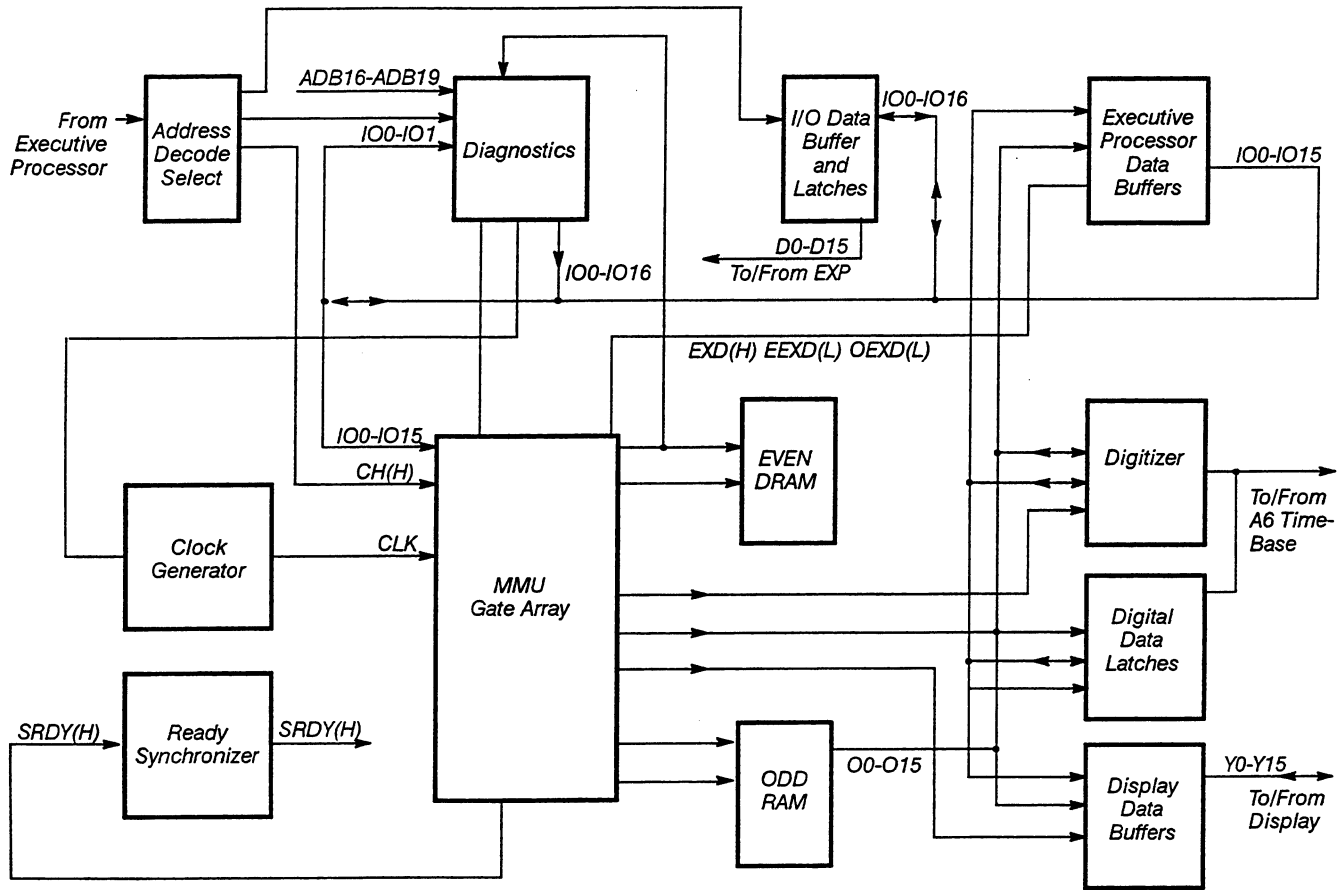 From
Executive
Processor
Address
Decode
Select
ADB16-ADB19
IO0-IO1
Diagnostics
IO0-IO16
I/O Data
Buffer
and
Latches
IO0-IO16
D0-D15
To/From EXP
Executive
Processor
Data
Buffers
IO0-IO15
EXD(H) EEXD(L) OEXD(L)
IO0-IO15
CH(H)
CLK
Clock
Generator
MMU
Gate Array
EVEN
DRAM
Digitizer
To/From
A6 Time-
Base
Digital
Data
Latches
SRDY(H)
Ready
Synchronizer
SRDY(H)
ODD
RAM
O0-O15
Display
Data
Buffers
Y0-Y15
To/From
Display